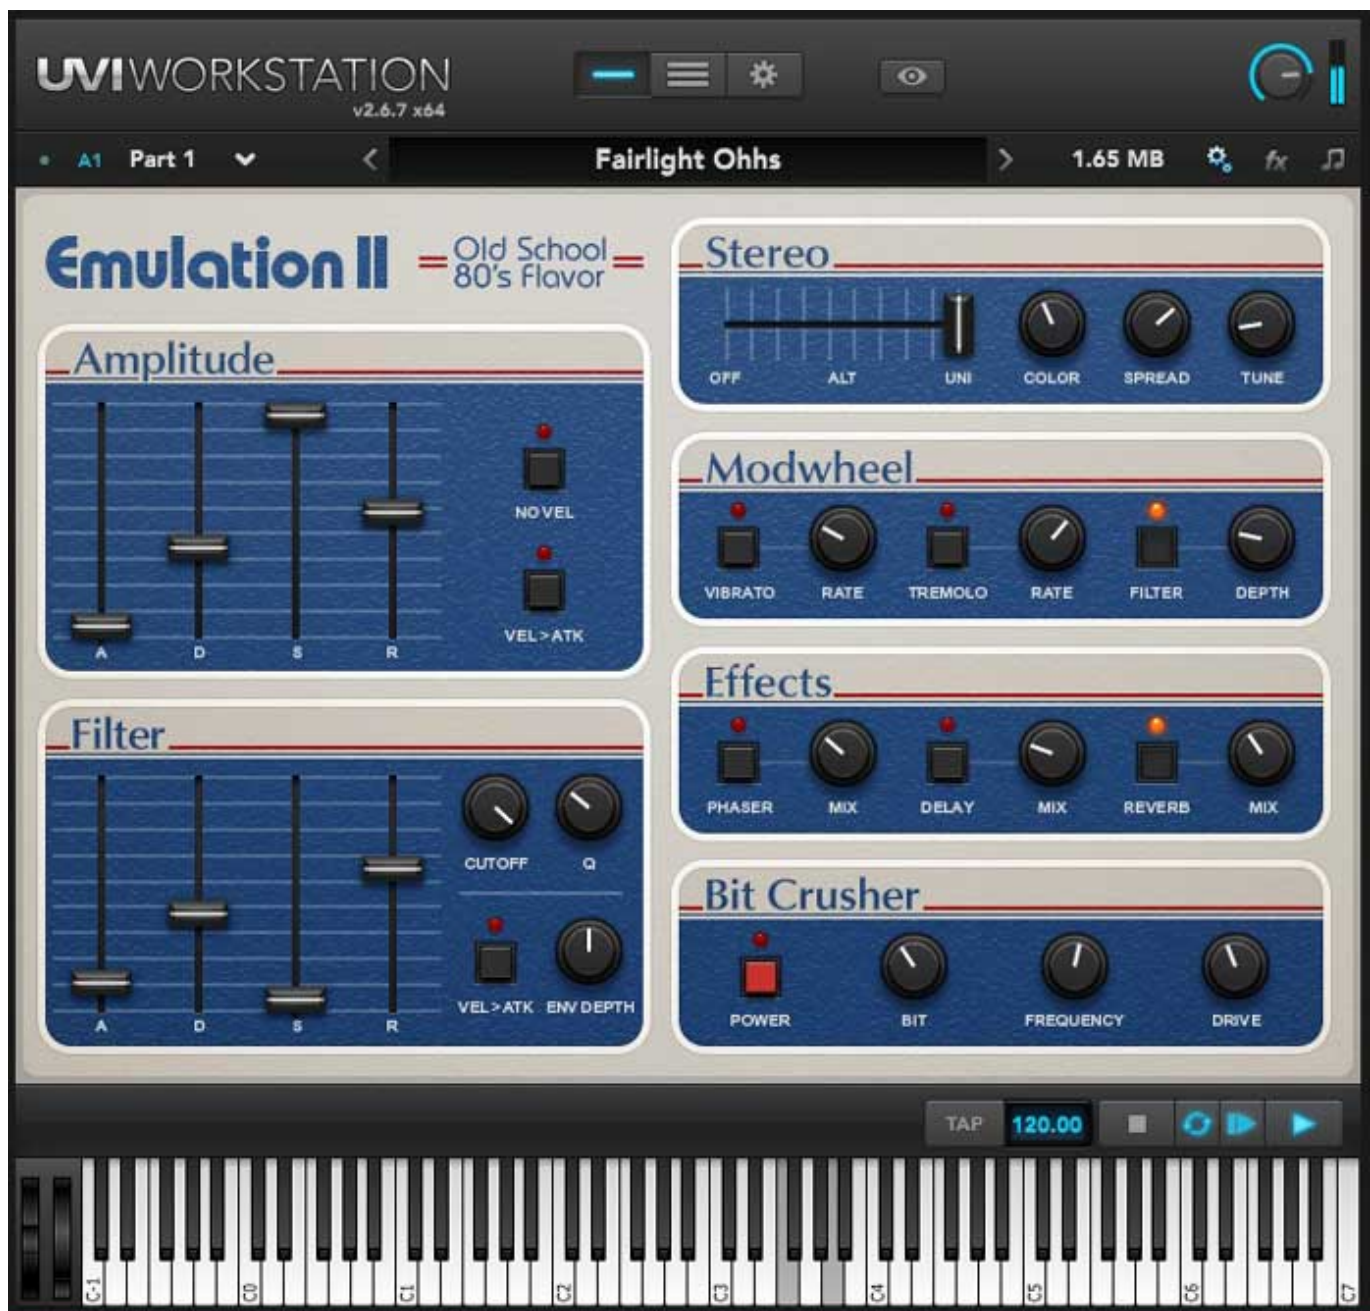 UVIWORKSTATION
v2.6.7 x64
A1 Part 1 Fairlight Ohhs 1.65 MB fx
Emulation II
Old School
80's Flavor
Amplitude
NO VEL
VEL>ATK
A D S R
Filter
CUTOFF Q
VEL>ATK ENV DEPTH
A D S R
Stereo
OFF ALT UNI COLOR SPREAD TUNE
Modwheel
VIBRATO RATE TREMOLO RATE FILTER DEPTH
Effects
PHASER MIX DELAY MIX REVERB MIX
Bit Crusher
POWER BIT FREQUENCY DRIVE
TAP 120.00
C-1 C0 C1 C2 C3 C4 C5 C6 C7